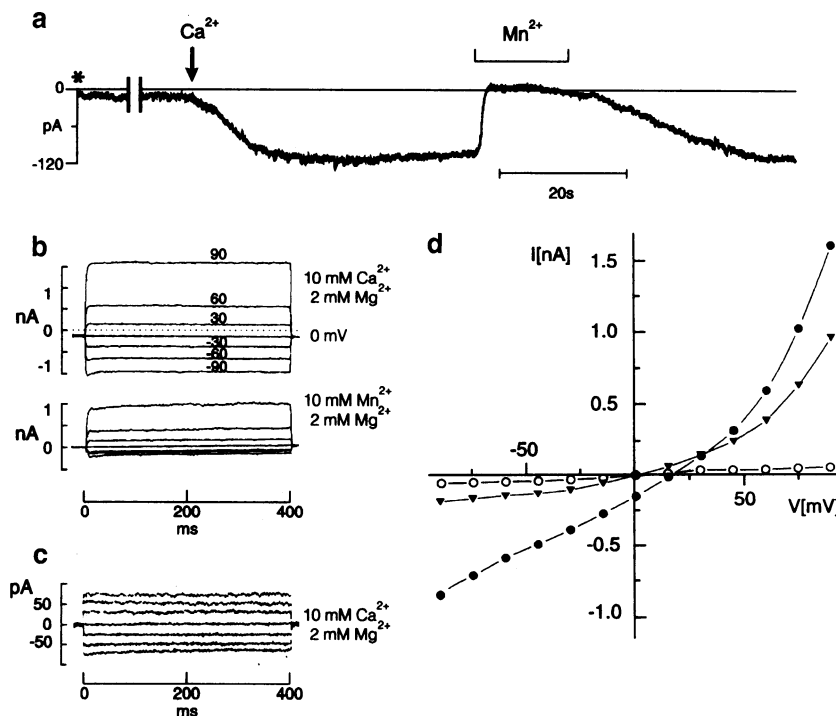 a
Ca2+
Mn2+
*
0
pA
-120
20s
b
90
60
30
-30
-60
-90
1
nA 0
-1
10 mM Ca2+
2 mM Mg2+
0 mV
1
nA
0
10 mM Mn2+
2 mM Mg2+
0 200 400
ms
c
pA
50
0
-50
10 mM Ca2+
2 mM Mg2+
0 200 400
ms
d
I[nA]
1.5
1.0
0.5
-50
50
V[mV]
-0.5
-1.0